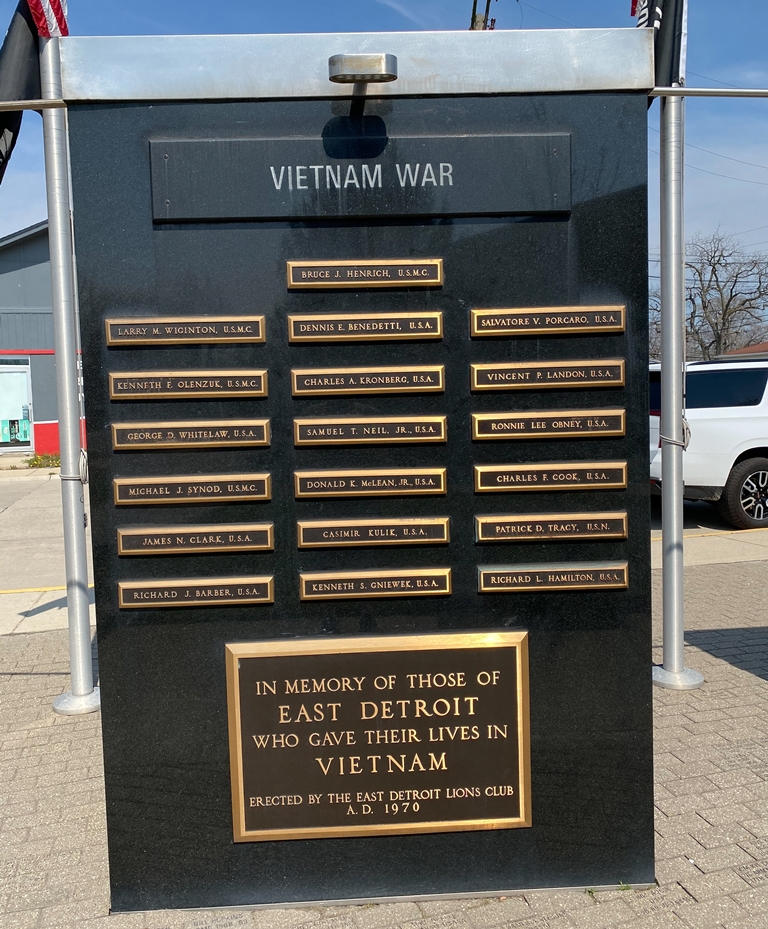 VIETNAM WAR
BRUCE J. HENRICH, U.S.M.C.
LARRY M. WIGINTON, U.S.M.C.
DENNIS E. BENEDETTI, U.S.A.
SALVATORE V. PORCARO, U.S.A.
KENNETH F. OLENZUK, U.S.M.C.
CHARLES A. KRONBERG, U.S.A.
VINCENT P. LANDON, U.S.A.
GEORGE D. WHITELAW, U.S.A.
SAMUEL T. NEIL, JR., U.S.A.
RONNIE LEE OBNEY, U.S.A.
MICHAEL J. SYNOD, U.S.M.C.
DONALD K. McLEAN, JR., U.S.A.
CHARLES F. COOK, U.S.A.
JAMES N. CLARK, U.S.A.
CASIMIR KULIK, U.S.A.
PATRICK D. TRACY, U.S.N.
RICHARD J. BARBER, U.S.A.
KENNETH S. GNIEWEK, U.S.A.
RICHARD L. HAMILTON, U.S.A.
IN MEMORY OF THOSE OF
EAST DETROIT
WHO GAVE THEIR LIVES IN
VIETNAM
ERECTED BY THE EAST DETROIT LIONS CLUB
A.D. 1970